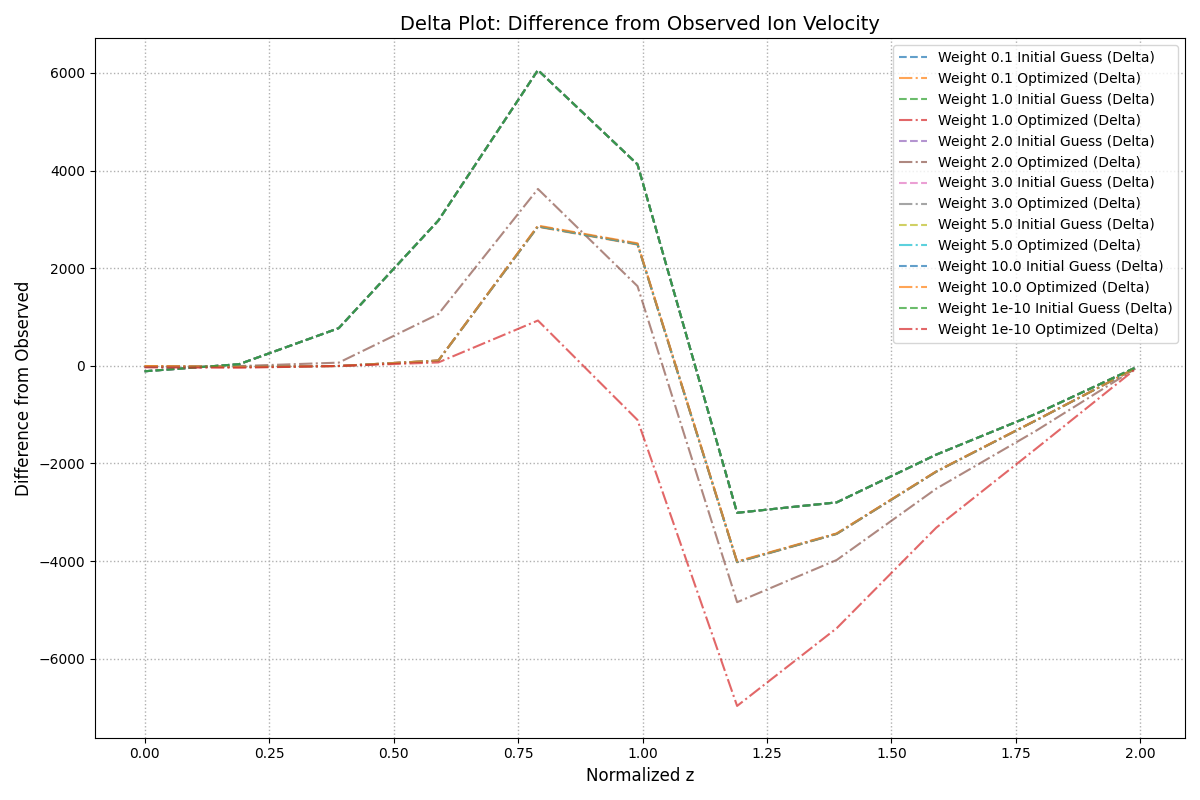 Delta Plot: Difference from Observed Ion Velocity
Weight 0.1 Initial Guess (Delta)
Weight 0.1 Optimized (Delta)
Weight 1.0 Initial Guess (Delta)
Weight 1.0 Optimized (Delta)
Weight 2.0 Initial Guess (Delta)
Weight 2.0 Optimized (Delta)
Weight 3.0 Initial Guess (Delta)
Weight 3.0 Optimized (Delta)
Weight 5.0 Initial Guess (Delta)
Weight 5.0 Optimized (Delta)
Weight 10.0 Initial Guess (Delta)
Weight 10.0 Optimized (Delta)
Weight 1e-10 Initial Guess (Delta)
Weight 1e-10 Optimized (Delta)
Difference from Observed
6000
4000
2000
0
−2000
−4000
−6000
0.00 0.25 0.50 0.75 1.00 1.25 1.50 1.75 2.00
Normalized z